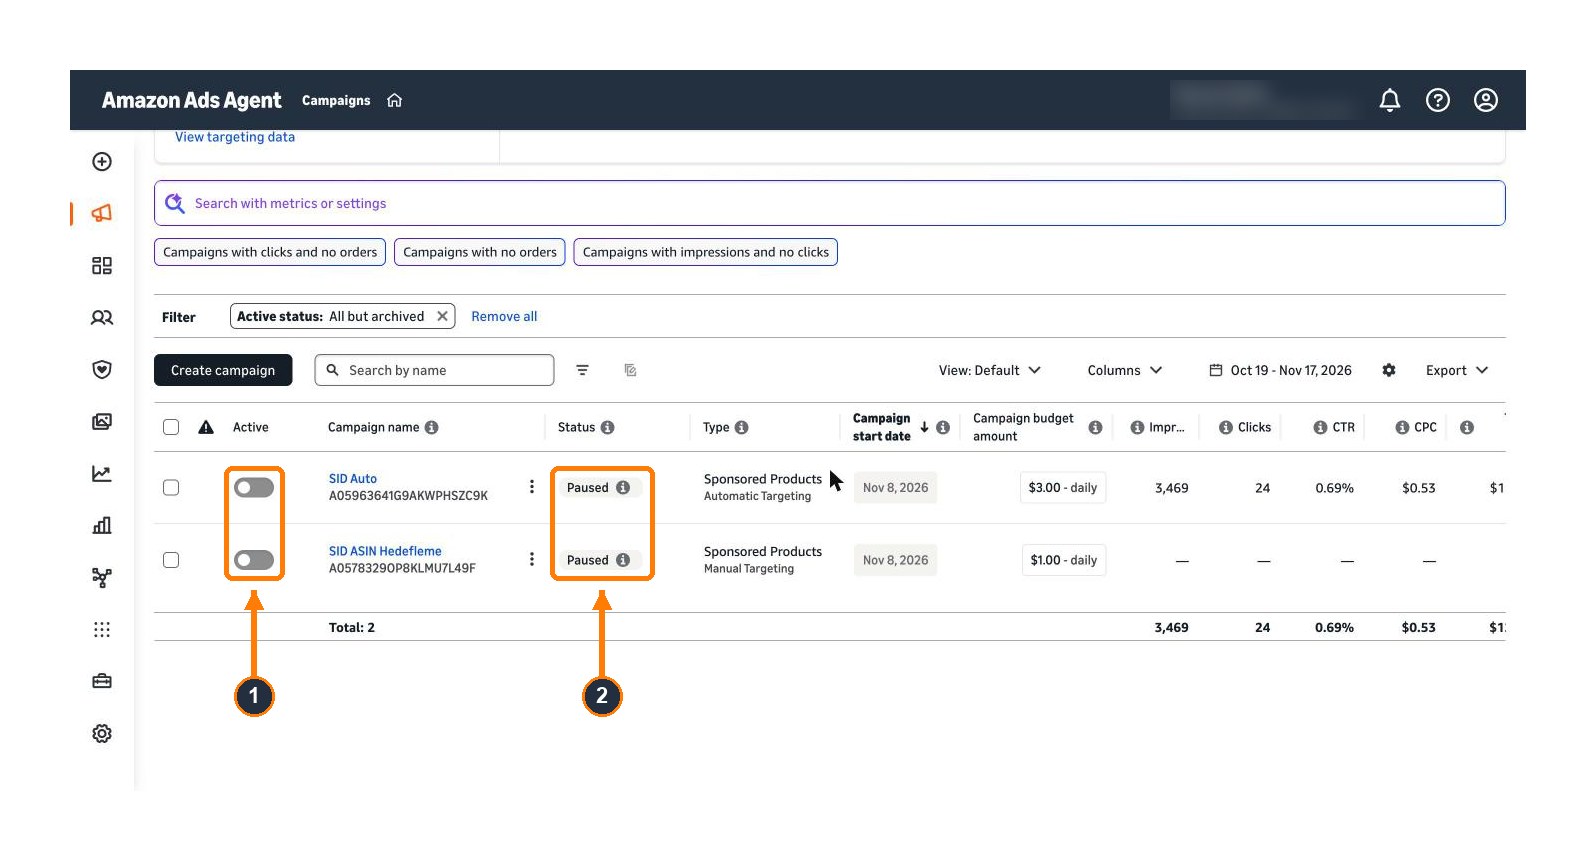 Amazon Ads Agent Campaigns
View targeting data
Search with metrics or settings
Campaigns with clicks and no orders Campaigns with no orders Campaigns with impressions and no clicks
Filter Active status: All but archived Remove all
Create campaign Search by name View: Default Columns Oct 19 - Nov 17, 2026 Export
Active Campaign name Status Type Campaign start date Campaign budget amount Impr... Clicks CTR CPC
SID Auto Paused Sponsored Products Nov 8, 2026 $3.00 - daily 3,469 24 0.69% $0.53 $1
A05963641G9AKWPHSZC9K Automatic Targeting
SID ASIN Hedefleme Paused Sponsored Products Nov 8, 2026 $1.00 - daily — — — —
A0578329OP8KLMU7L49F Manual Targeting
Total: 2 3,469 24 0.69% $0.53 $1
1 2